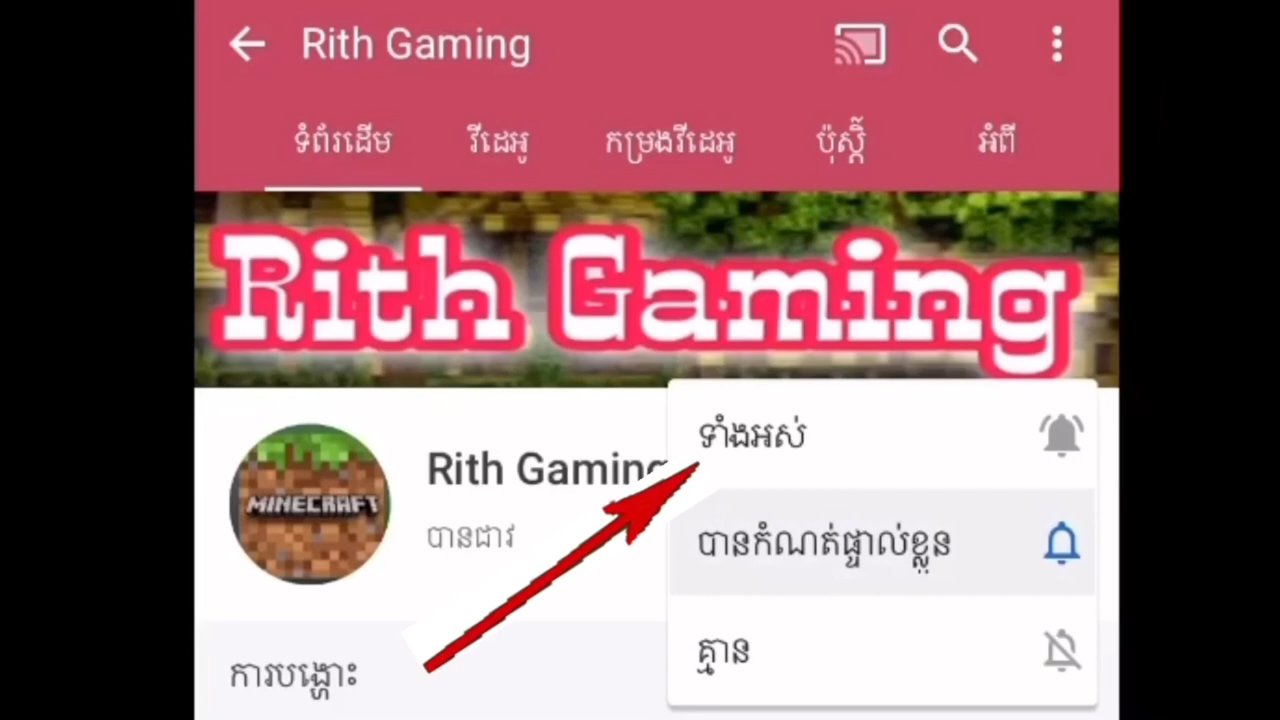 Rith Gaming
ទំព័រដើម វីដេអូ កម្រងវីដេអូ ប៉ុស្តិ៍ អំពី
Rith Gaming
ទាំងអស់
MINECRAFT
Rith Gaming
បានជាវ
បានកំណត់ផ្ទាល់ខ្លួន
គ្មាន
ការបង្ហោះ